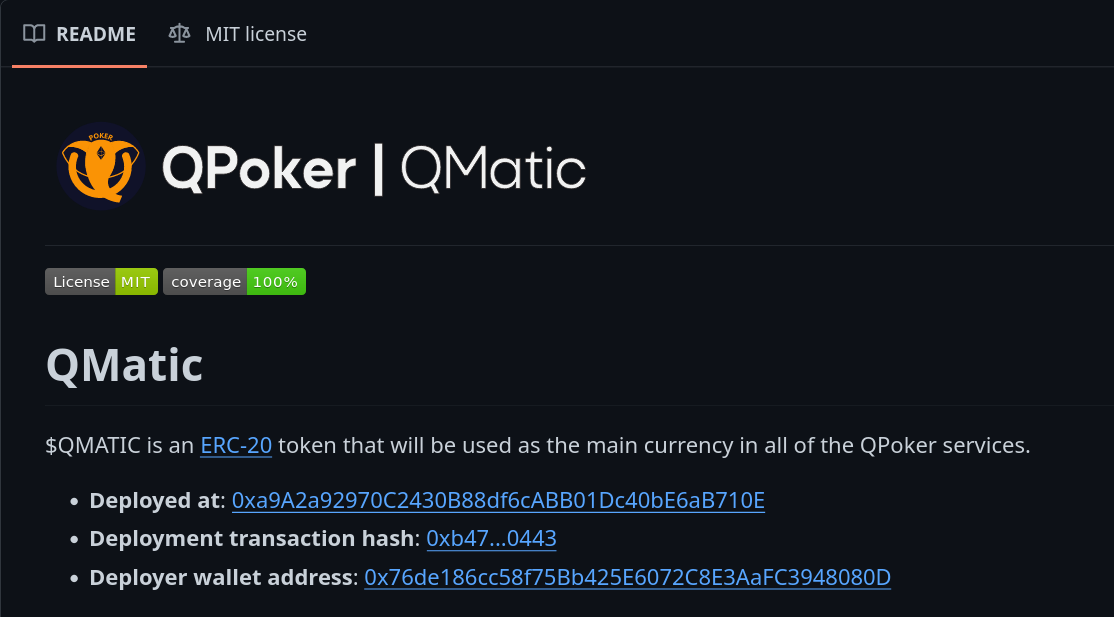 README MIT license
POKER
QPoker | QMatic
License MIT coverage 100%
QMatic
$QMATIC is an ERC-20 token that will be used as the main currency in all of the QPoker services.
Deployed at: 0xa9A2a92970C2430B88df6cABB01Dc40bE6aB710E
Deployment transaction hash: 0xb47...0443
Deployer wallet address: 0x76de186cc58f75Bb425E6072C8E3AaFC3948080D